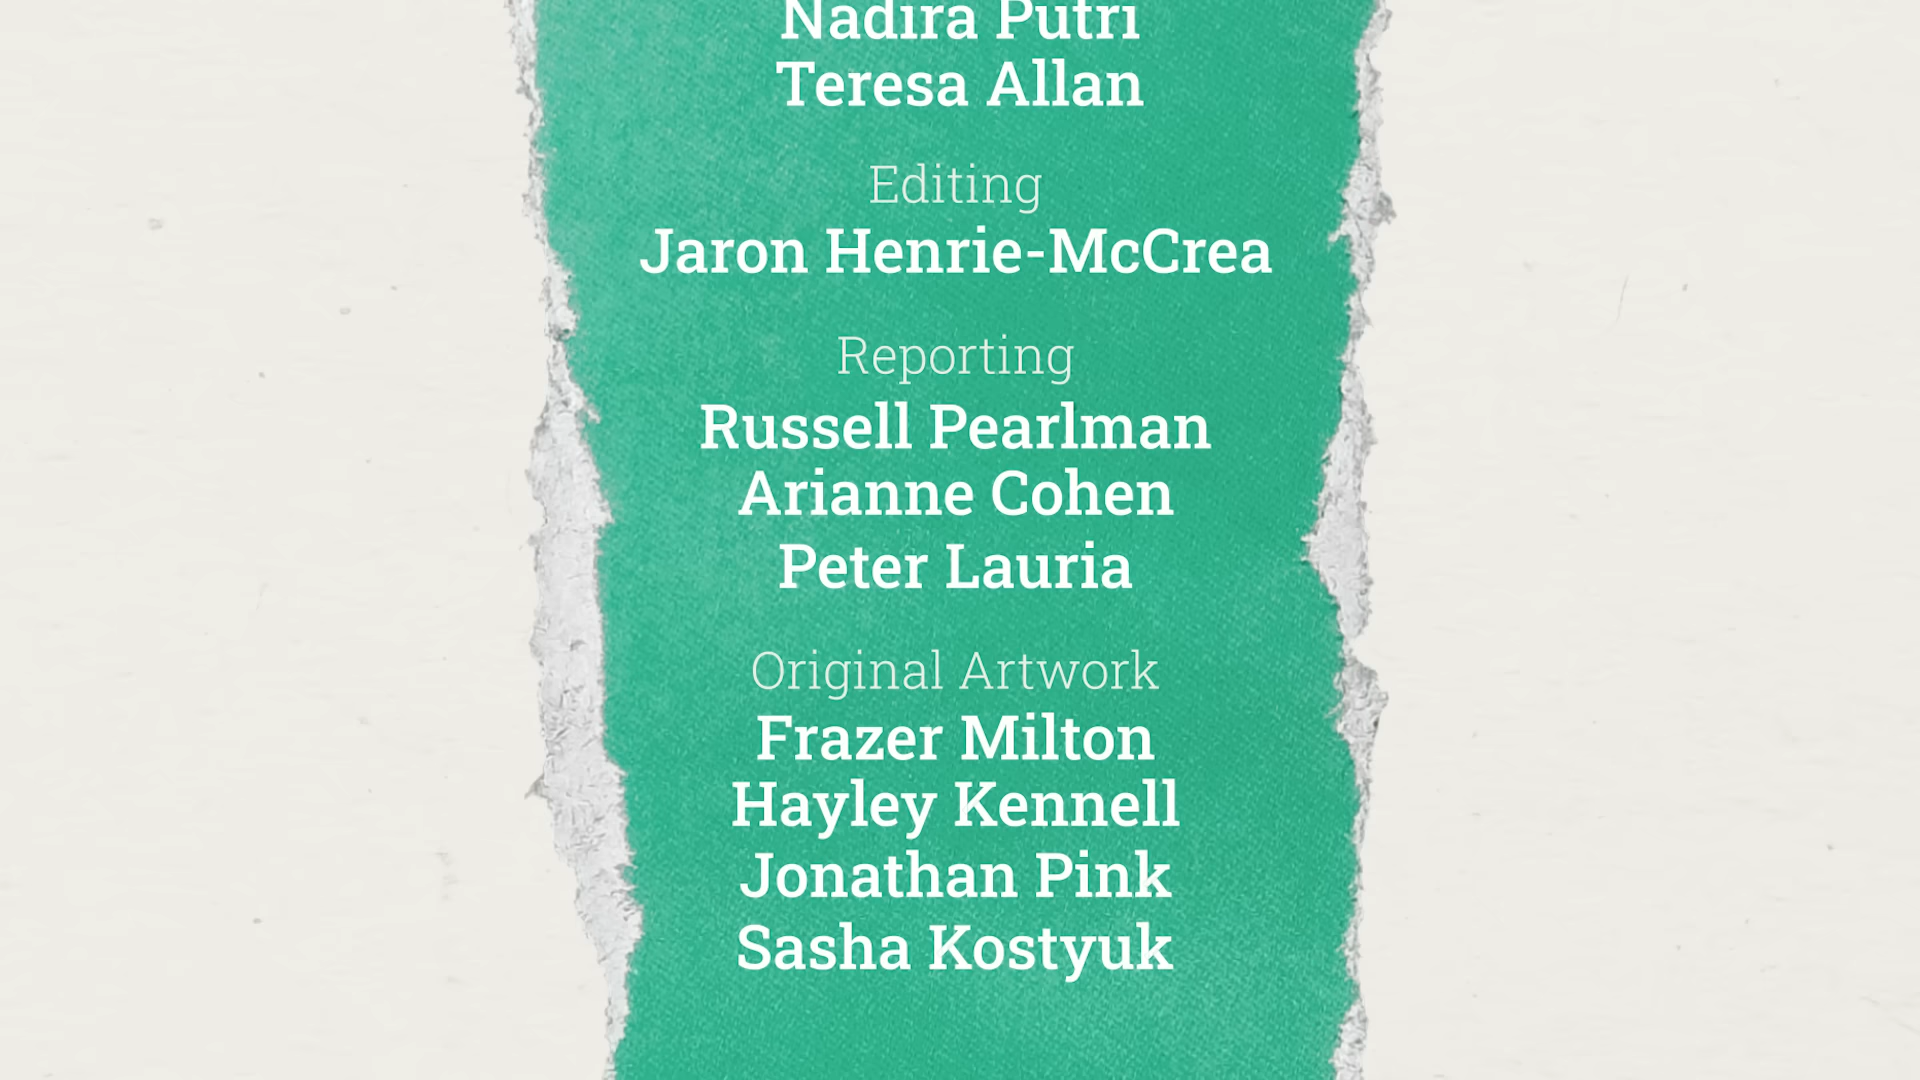 Nadira Putri
Teresa Allan
Editing
Jaron Henrie-McCrea
Reporting
Russell Pearlman
Arianne Cohen
Peter Lauria
Original Artwork
Frazer Milton
Hayley Kennell
Jonathan Pink
Sasha Kostyuk